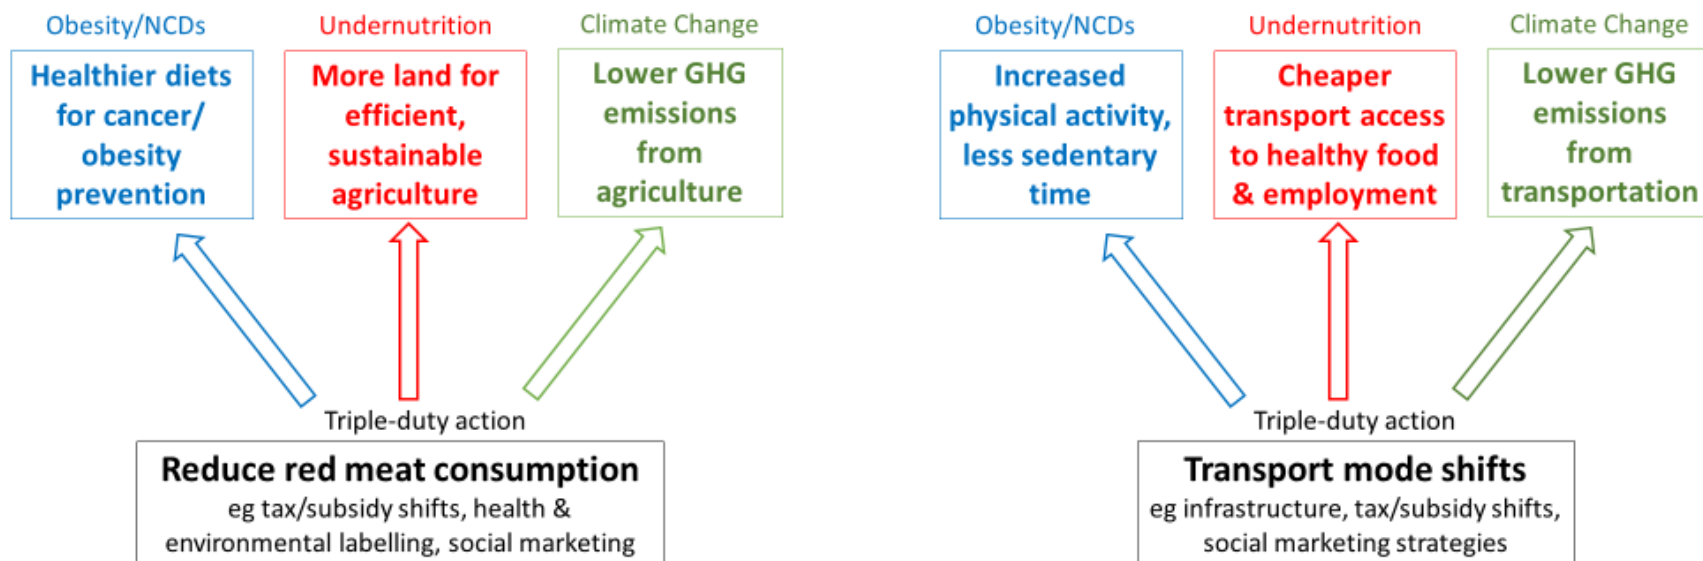 Obesity/NCDs
Healthier diets
for cancer/
obesity
prevention
Undernutrition
More land for
efficient,
sustainable
agriculture
Climate Change
Lower GHG
emissions
from
agriculture
Triple-duty action
Reduce red meat consumption
eg tax/subsidy shifts, health &
environmental labelling, social marketing
Obesity/NCDs
Increased
physical activity,
less sedentary
time
Undernutrition
Cheaper
transport access
to healthy food
& employment
Climate Change
Lower GHG
emissions
from
transportation
Triple-duty action
Transport mode shifts
eg infrastructure, tax/subsidy shifts,
social marketing strategies